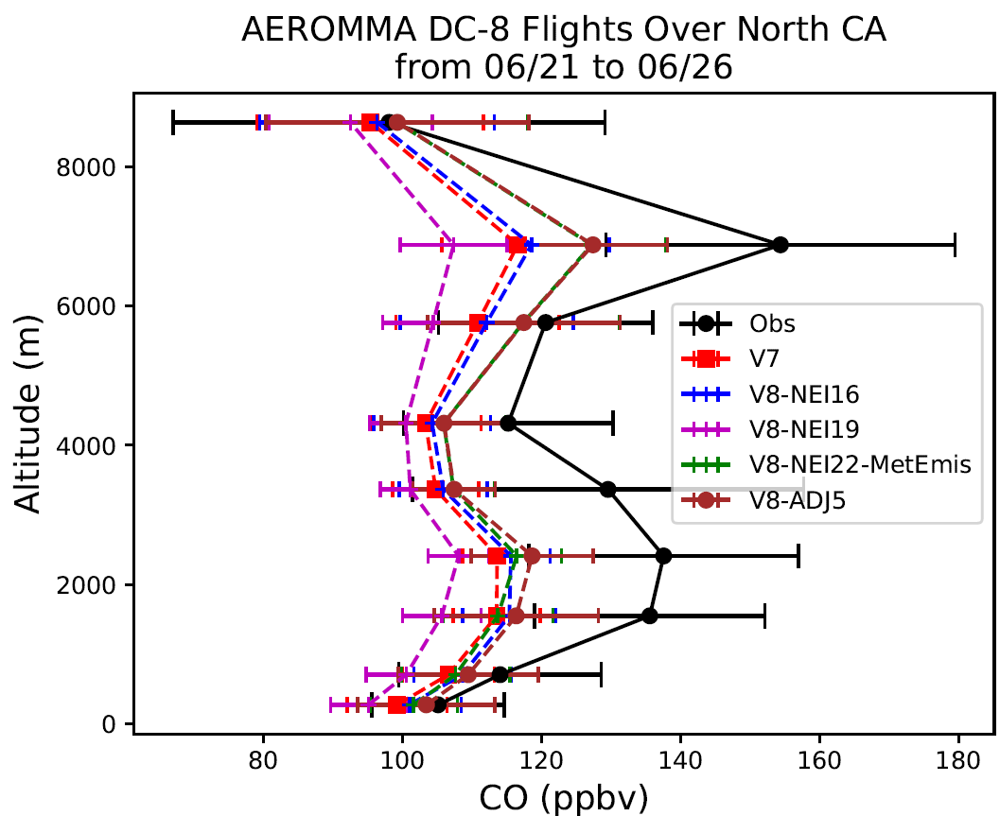 AEROMMA DC-8 Flights Over North CA
from 06/21 to 06/26
Altitude (m)
8000
6000
4000
2000
0
Obs
V7
V8-NEI16
V8-NEI19
V8-NEI22-MetEmis
V8-ADJ5
80 100 120 140 160 180
CO (ppbv)